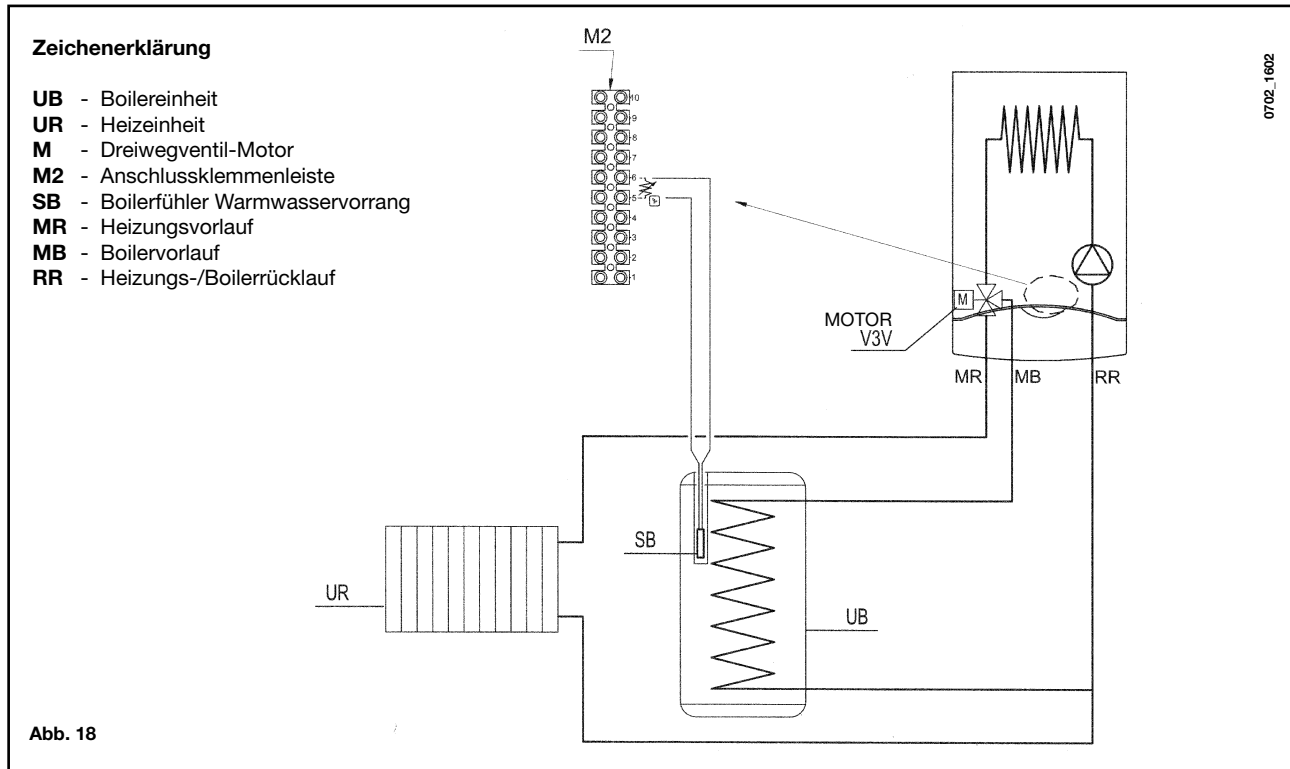 Zeichenerklärung
UB - Boilereinheit
UR - Heizeinheit
M - Dreiwegventil-Motor
M2 - Anschlussklemmenleiste
SB - Boilerfühler Warmwasservorrang
MR - Heizungsvorlauf
MB - Boilervorlauf
RR - Heizungs-/Boilerrücklauf
M2
10
9
8
7
6
5
4
3
2
1
0702_1602
M
MOTOR
V3V
MR MB RR
SB
UR
UB
Abb. 18